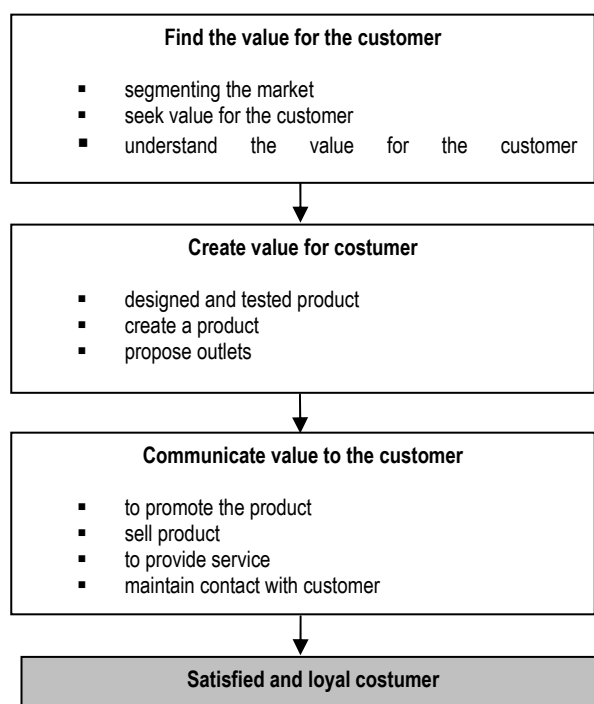 Find the value for the customer
▪ segmenting the market
▪ seek value for the customer
▪ understand the value for the customer
Create value for costumer
▪ designed and tested product
▪ create a product
▪ propose outlets
Communicate value to the customer
▪ to promote the product
▪ sell product
▪ to provide service
▪ maintain contact with customer
Satisfied and loyal costumer